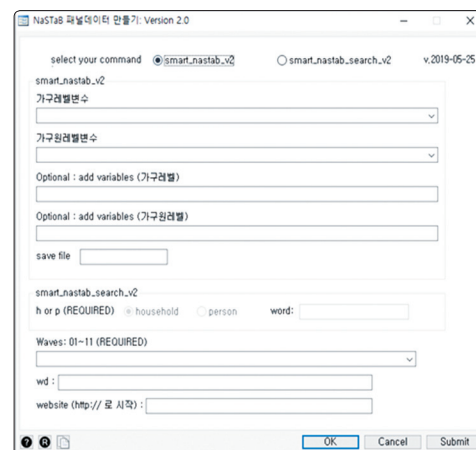 NaSTaB 패널데이터 만들기: Version 2.0
select your command smart_nastab_v2 smart_nastab_search_v2 v.2019-05-25
smart_nastab_v2
가구레벨변수
가구원레벨변수
Optional : add variables (가구레벨)
Optional : add variables (가구원레벨)
save file
smart_nastab_search_v2
h or p (REQUIRED) household person word:
Waves: 01~11 (REQUIRED)
wd :
website (http:// 로 시작) :
? R OK Cancel Submit